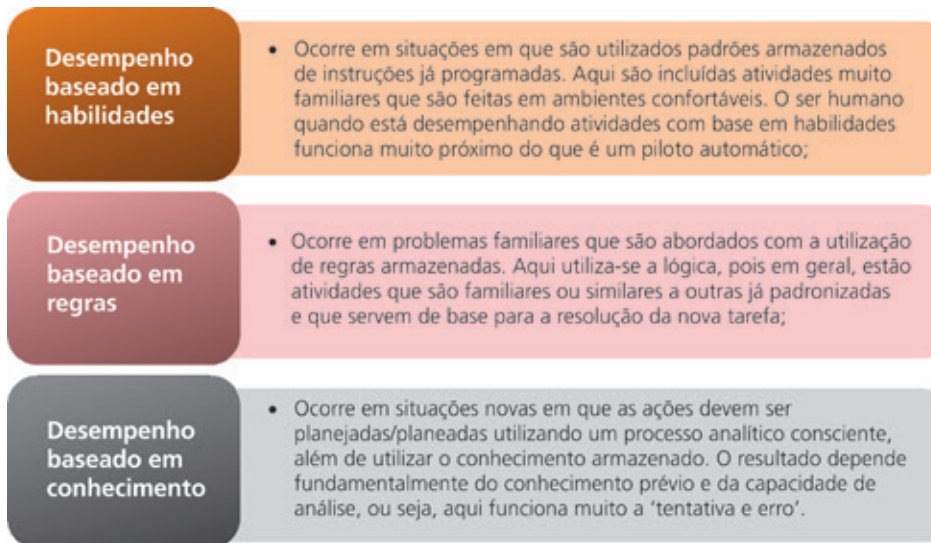 Desempenho
baseado em
habilidades
• Ocorre em situações em que são utilizados padrões armazenados
de instruções já programadas. Aqui são incluídas atividades muito
familiares que são feitas em ambientes confortáveis. O ser humano
quando está desempenhando atividades com base em habilidades
funciona muito próximo do que é um piloto automático;
Desempenho
baseado em
regras
• Ocorre em problemas familiares que são abordados com a utilização
de regras armazenadas. Aqui utiliza-se a lógica, pois em geral, estão
atividades que são familiares ou similares a outras já padronizadas
e que servem de base para a resolução da nova tarefa;
Desempenho
baseado em
conhecimento
• Ocorre em situações novas em que as ações devem ser
planejadas/planeadas utilizando um processo analítico consciente,
além de utilizar o conhecimento armazenado. O resultado depende
fundamentalmente do conhecimento prévio e da capacidade de
análise, ou seja, aqui funciona muito a ‘tentativa e erro’.